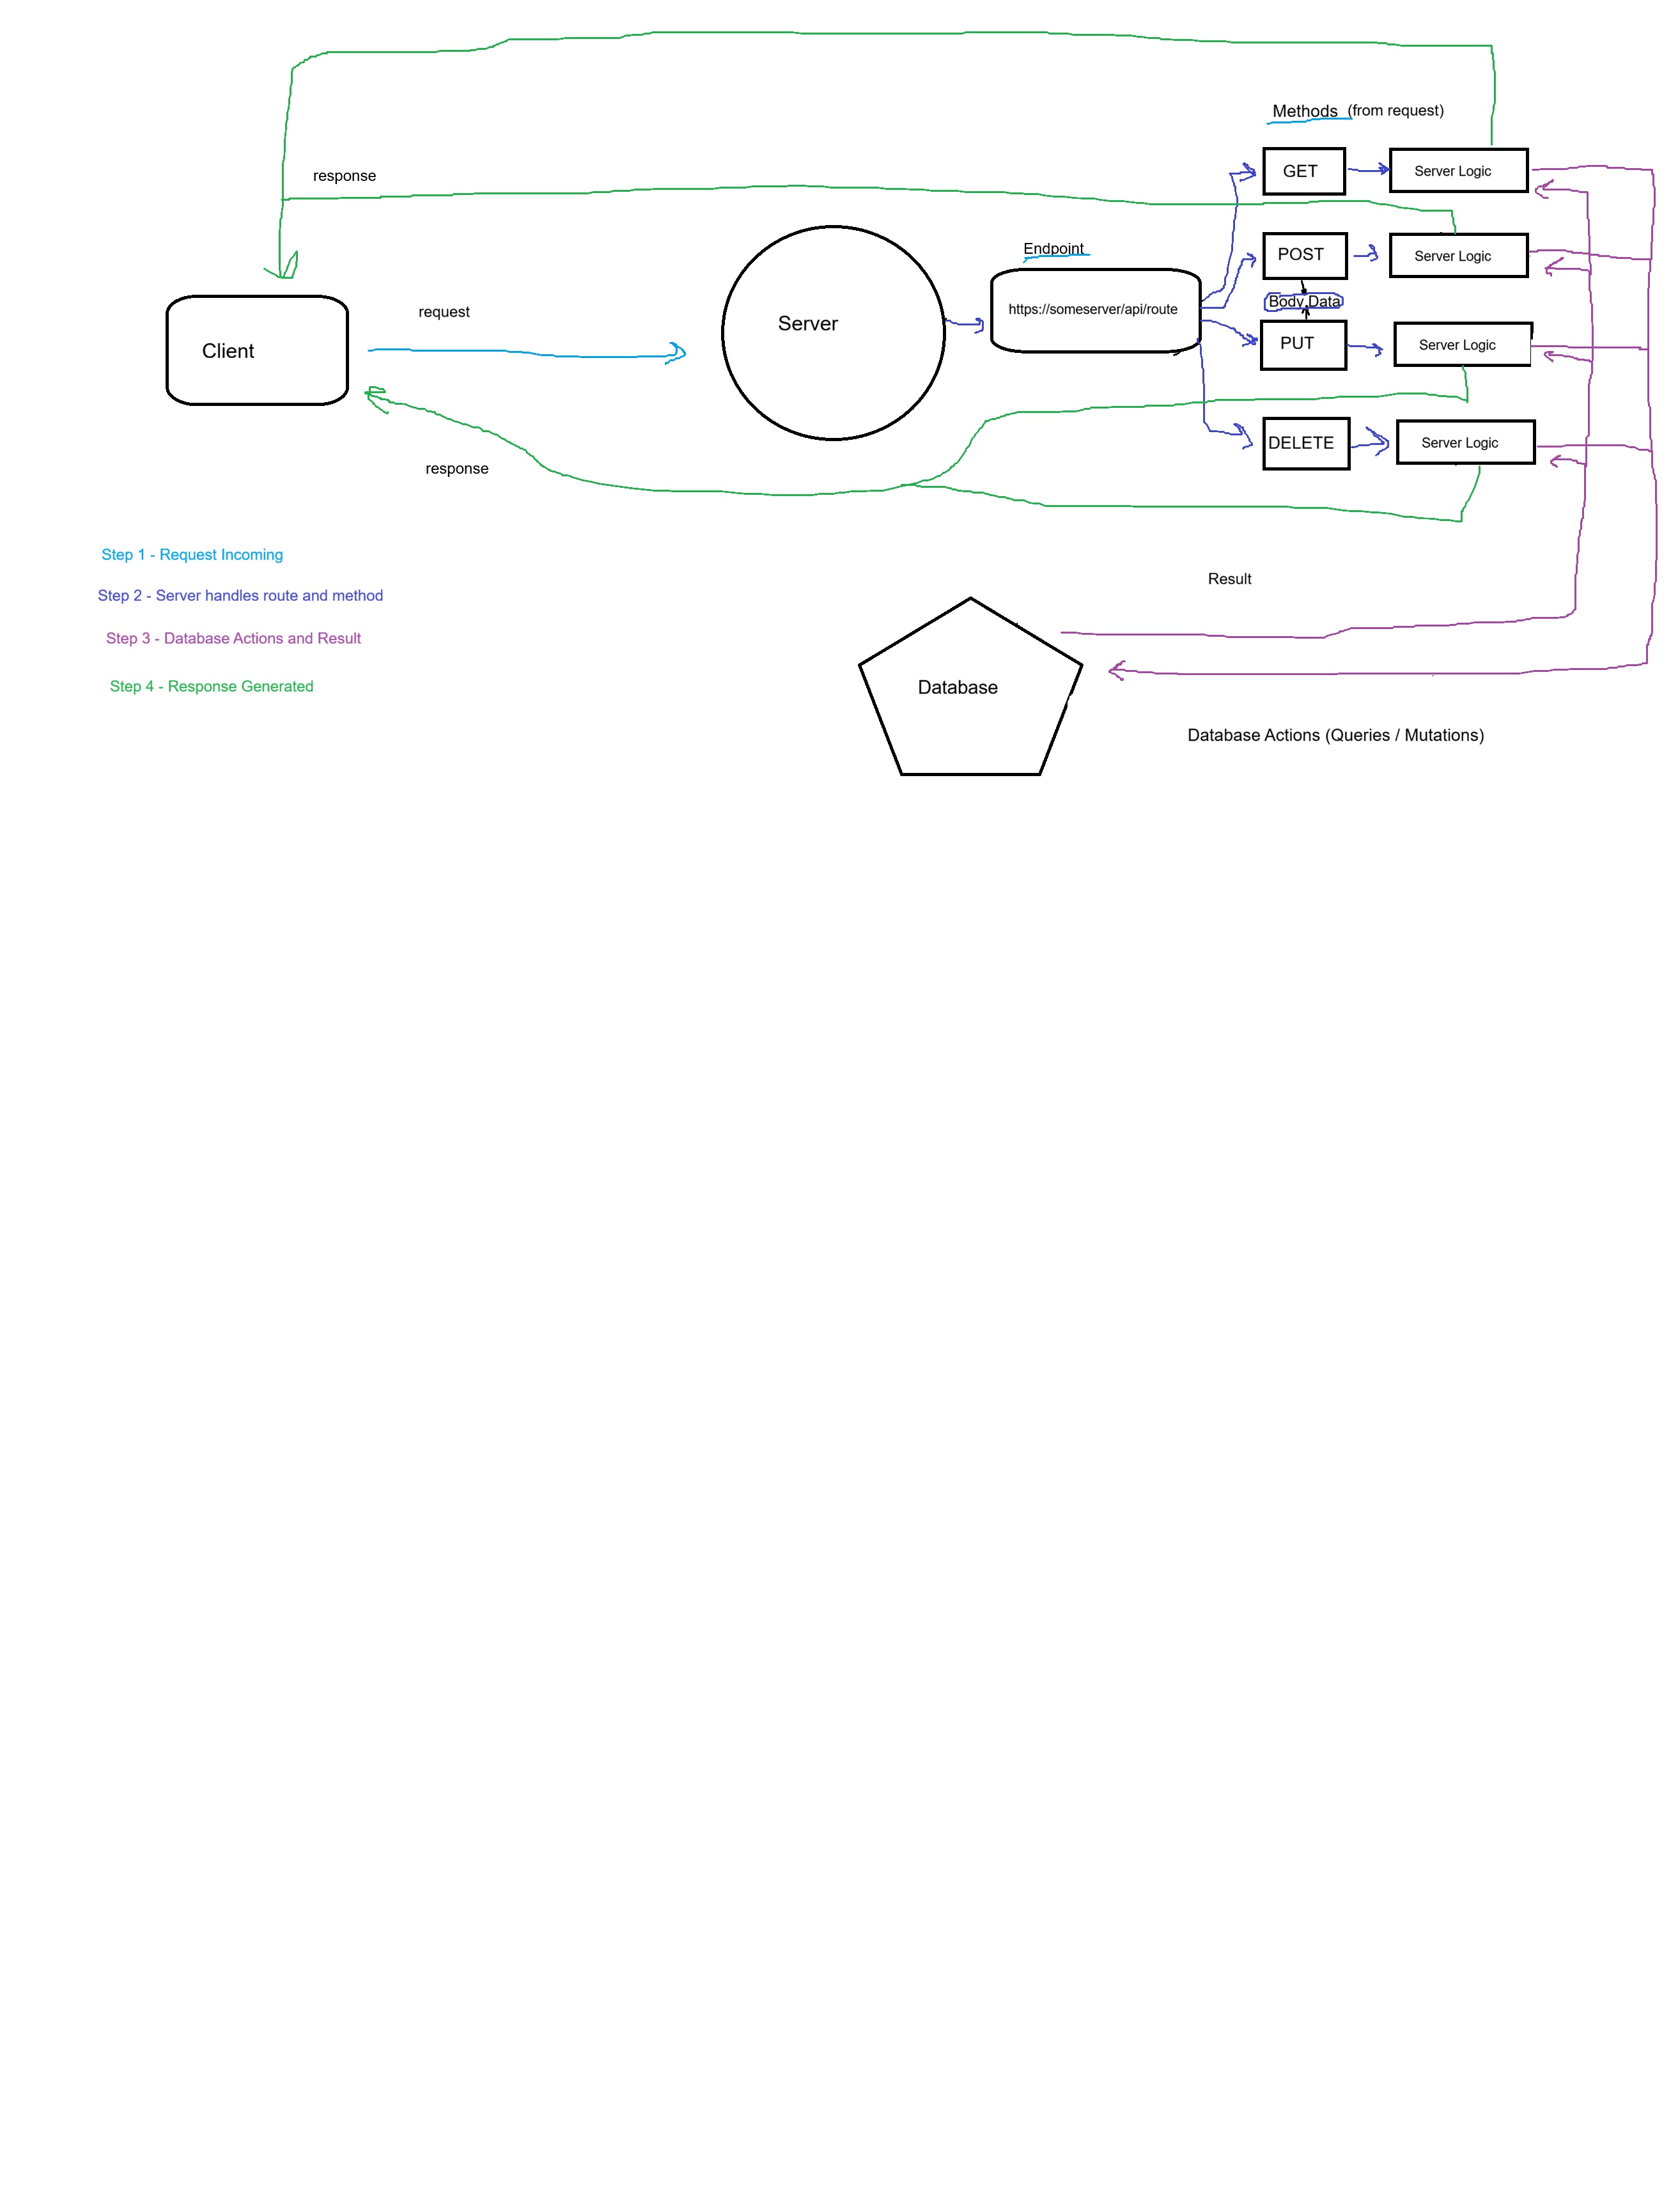 Methods (from request)
response
GET
Server Logic
Endpoint
POST
Server Logic
https://someserver/api/route
Body Data
request
Server
Client
PUT
Server Logic
DELETE
Server Logic
response
Step 1 - Request Incoming
Step 2 - Server handles route and method
Step 3 - Database Actions and Result
Step 4 - Response Generated
Result
Database
Database Actions (Queries / Mutations)